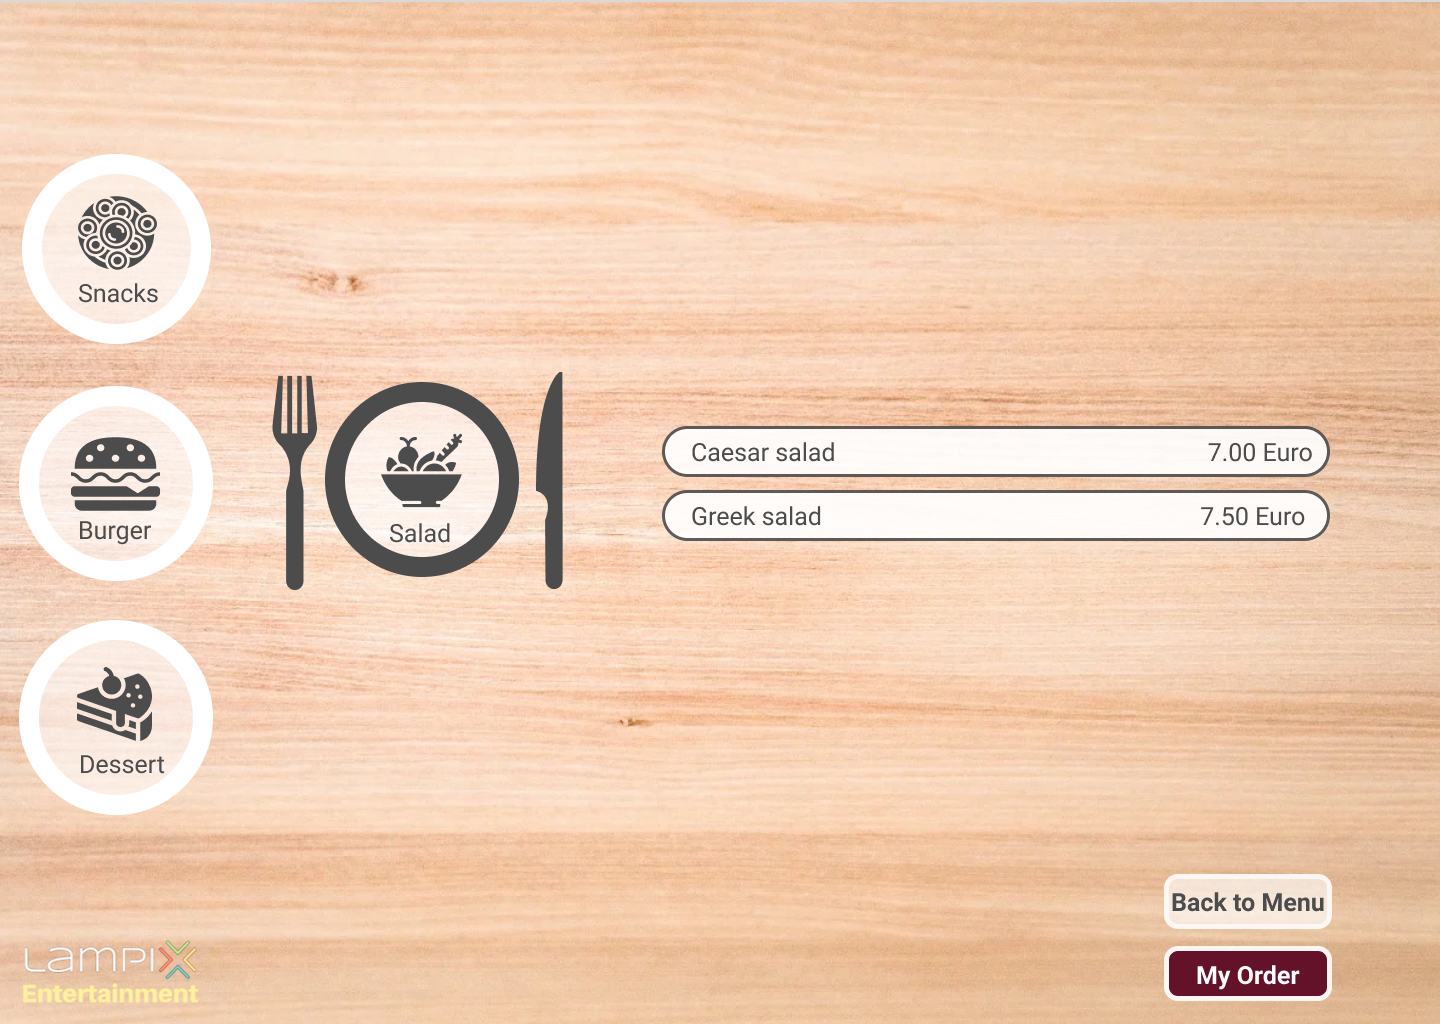 Snacks
Burger
Salad
Dessert
Caesar salad 7.00 Euro
Greek salad 7.50 Euro
Back to Menu
My Order
LAMPIX
Entertainment